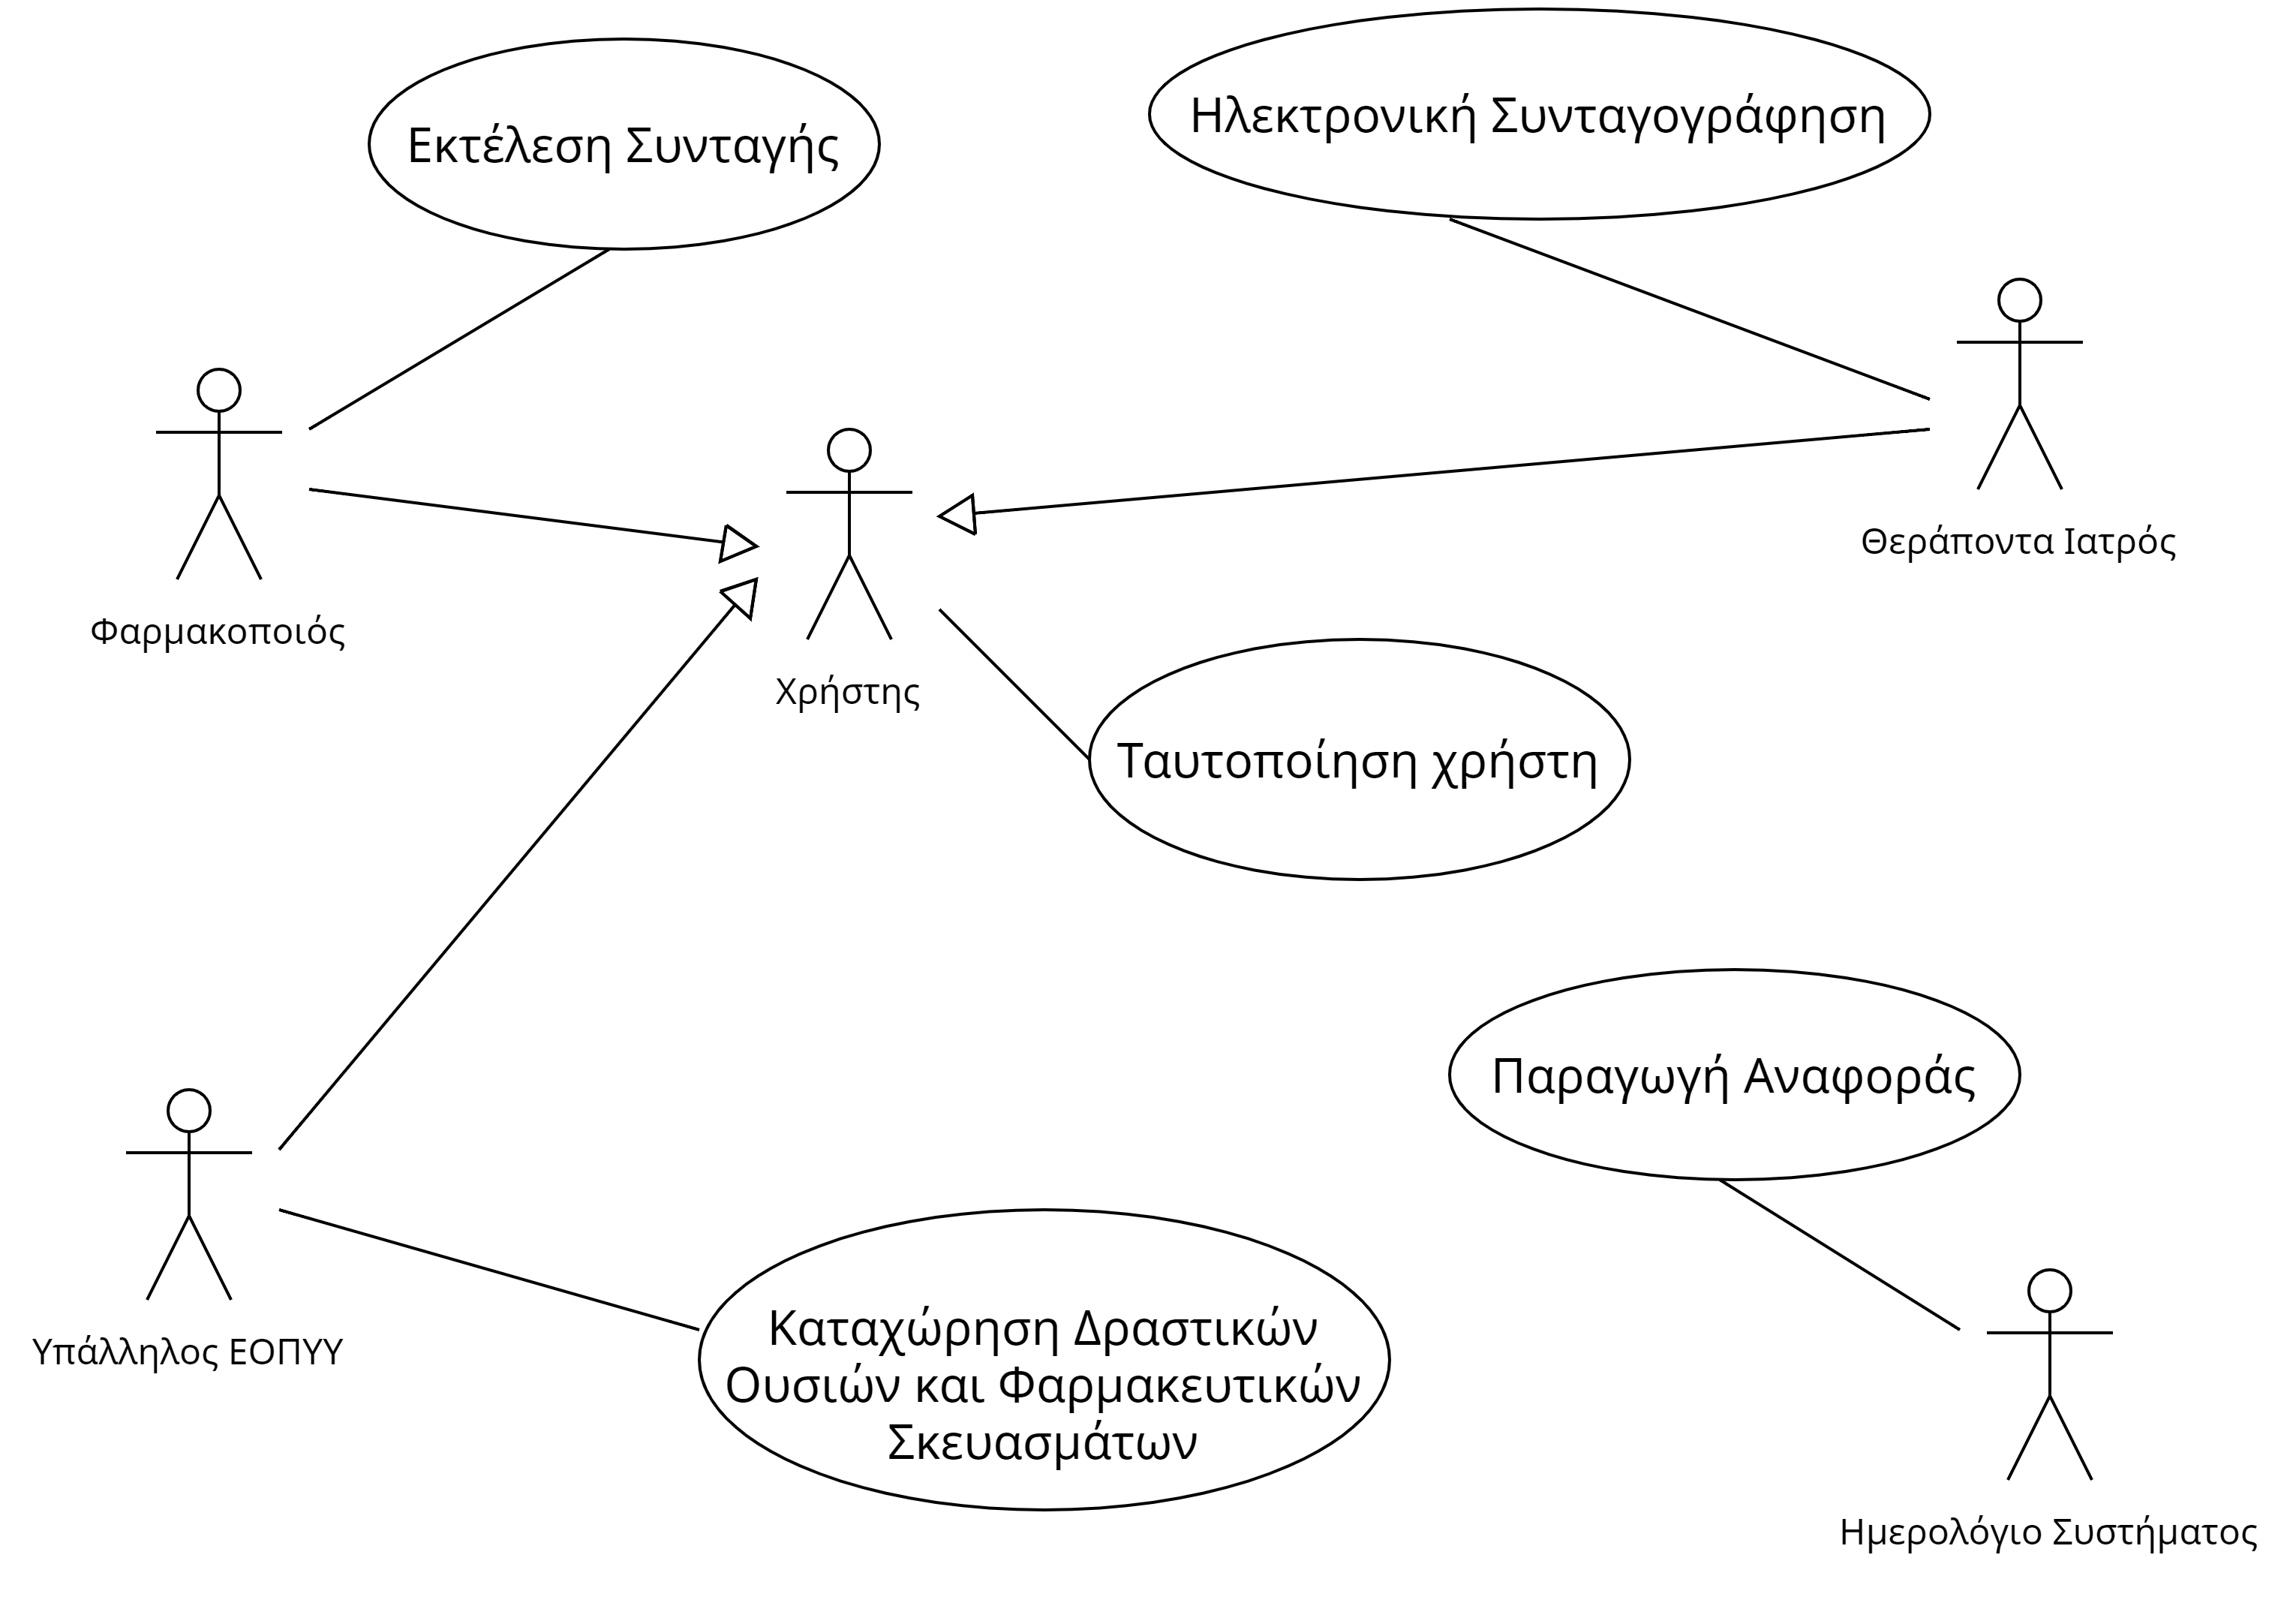 Ηλεκτρονική Συνταγογράφηση
Εκτέλεση Συνταγής
Θεράποντα Ιατρός
Φαρμακοποιός
Χρήστης
Ταυτοποίηση χρήστη
Παραγωγή Αναφοράς
Υπάλληλος ΕΟΠΥΥ
Καταχώρηση Δραστικών
Ουσιών και Φαρμακευτικών
Σκευασμάτων
Ημερολόγιο Συστήματος